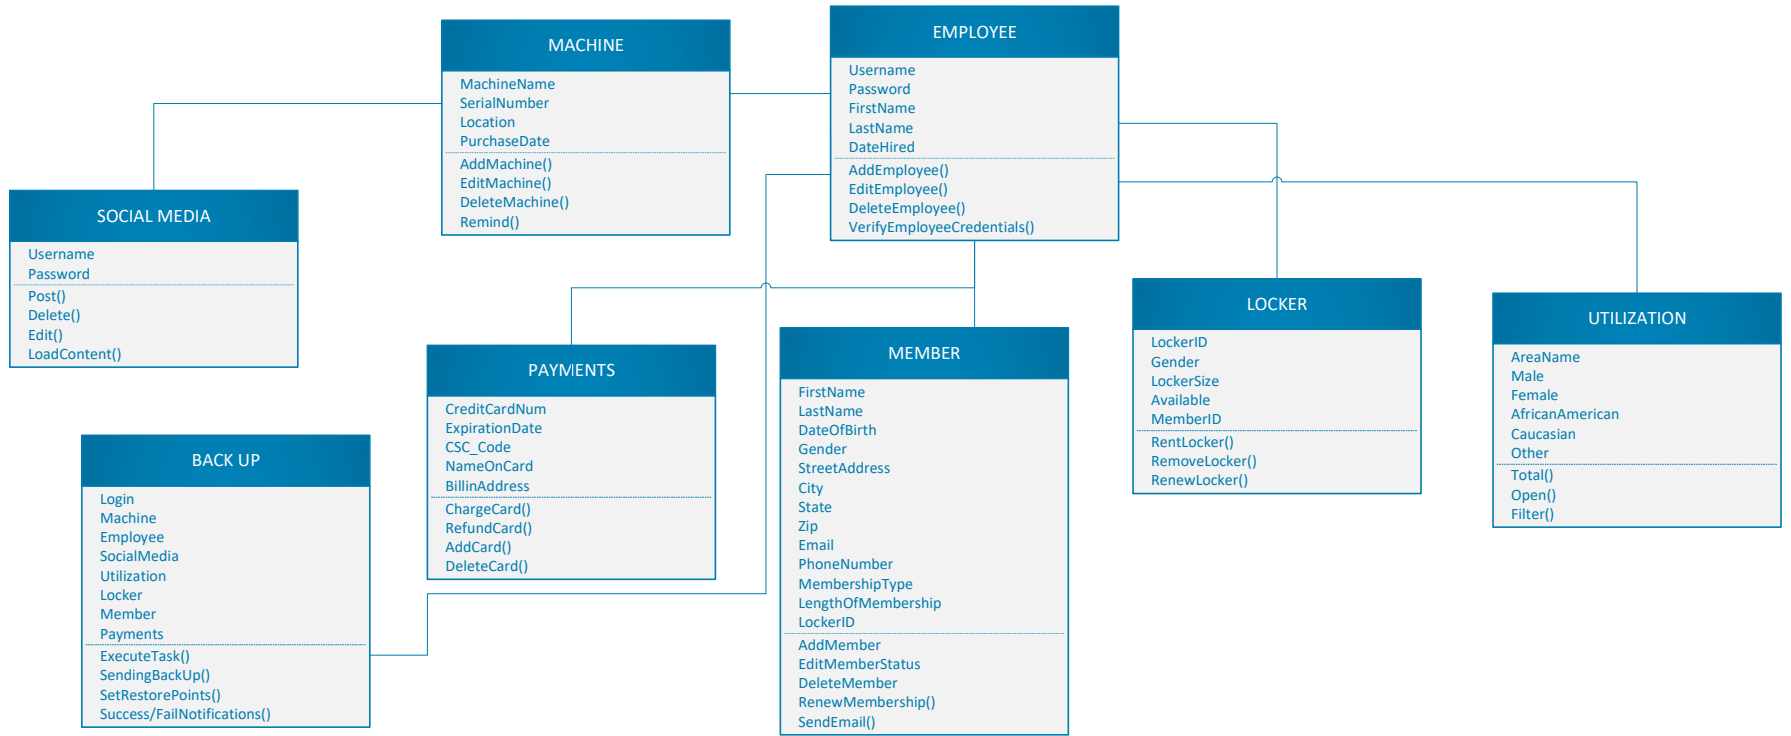 MACHINE
MachineName
SerialNumber
Location
PurchaseDate
AddMachine()
EditMachine()
DeleteMachine()
Remind()
EMPLOYEE
Username
Password
FirstName
LastName
DateHired
AddEmployee()
EditEmployee()
DeleteEmployee()
VerifyEmployeeCredentials()
SOCIAL MEDIA
Username
Password
Post()
Delete()
Edit()
LoadContent()
PAYMENTS
CreditCardNum
ExpirationDate
CSC_Code
NameOnCard
BillinAddress
ChargeCard()
RefundCard()
AddCard()
DeleteCard()
MEMBER
FirstName
LastName
DateOfBirth
Gender
StreetAddress
City
State
Zip
Email
PhoneNumber
MembershipType
LengthOfMembership
LockerID
AddMember
EditMemberStatus
DeleteMember
RenewMembership()
SendEmail()
LOCKER
LockerID
Gender
LockerSize
Available
MemberID
RentLocker()
RemoveLocker()
RenewLocker()
UTILIZATION
AreaName
Male
Female
AfricanAmerican
Caucasian
Other
Total()
Open()
Filter()
BACK UP
Login
Machine
Employee
SocialMedia
Utilization
Locker
Member
Payments
ExecuteTask()
SendingBackUp()
SetRestorePoints()
Success/FailNotifications()